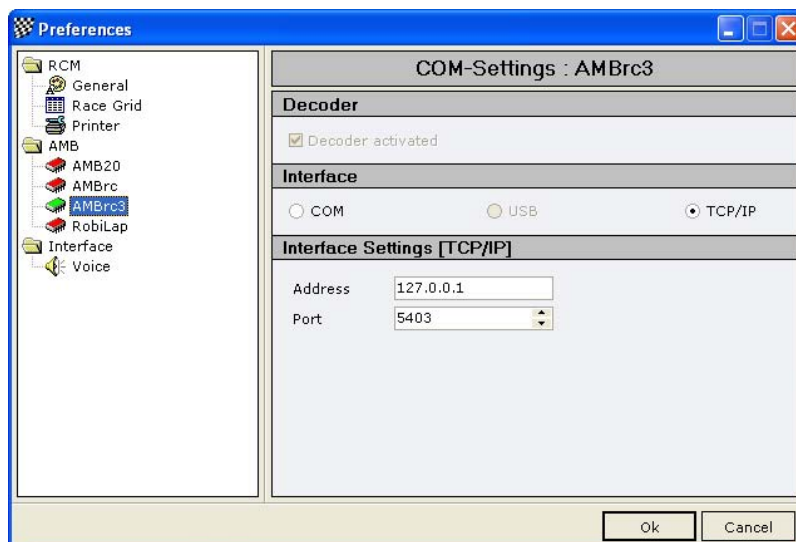 Preferences
RCM
General
Race Grid
Printer
AMB
AMB20
AMBrc
AMBrc3
RobiLap
Interface
Voice
COM-Settings : AMBrc3
Decoder
Decoder activated
Interface
COM USB TCP/IP
Interface Settings [TCP/IP]
Address 127.0.0.1
Port 5403
Ok Cancel